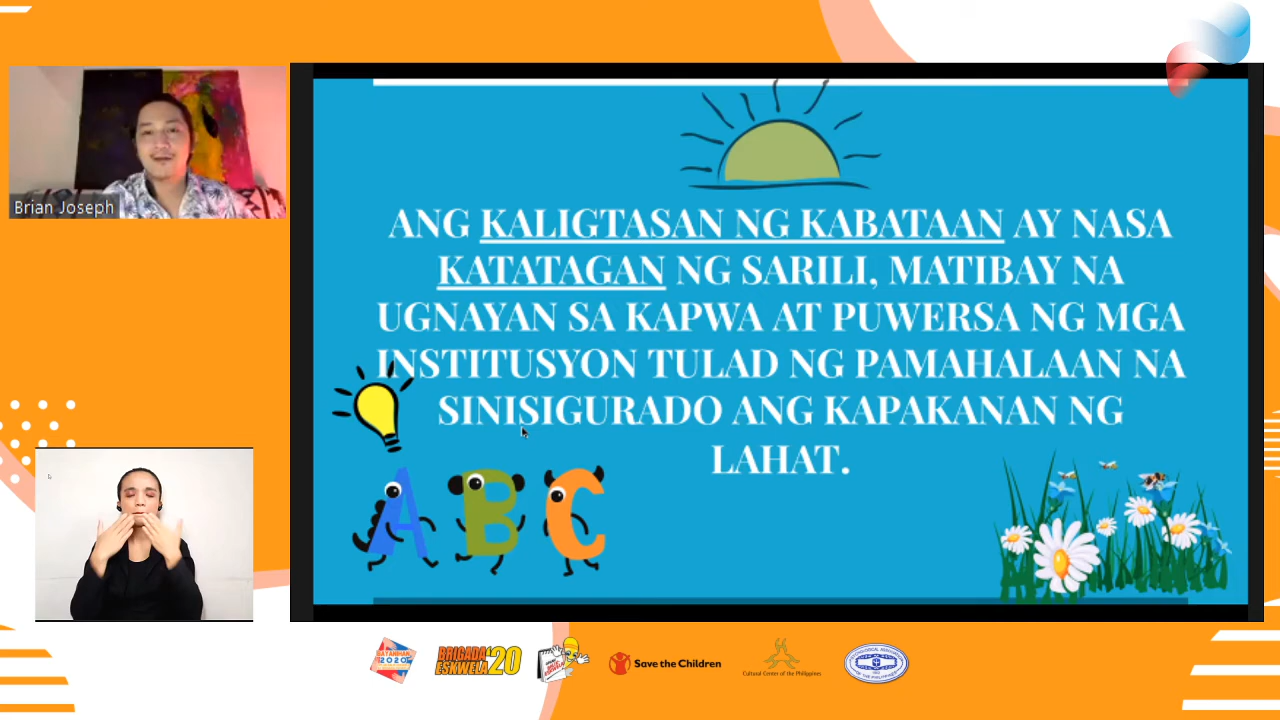 Brian Joseph
ANG KALIGTASAN NG KABATAAN AY NASA
KATATAGAN NG SARILI, MATIBAY NA
UGNAYAN SA KAPWA AT PUWERSA NG MGA
INSTITUSYON TULAD NG PAMAHALAAN NA
SINISIGURADO ANG KAPAKANAN NG
LAHAT.
A B C
BRIGADA '20
ESKWELA
Save the Children
Cultural Center of the Philippines